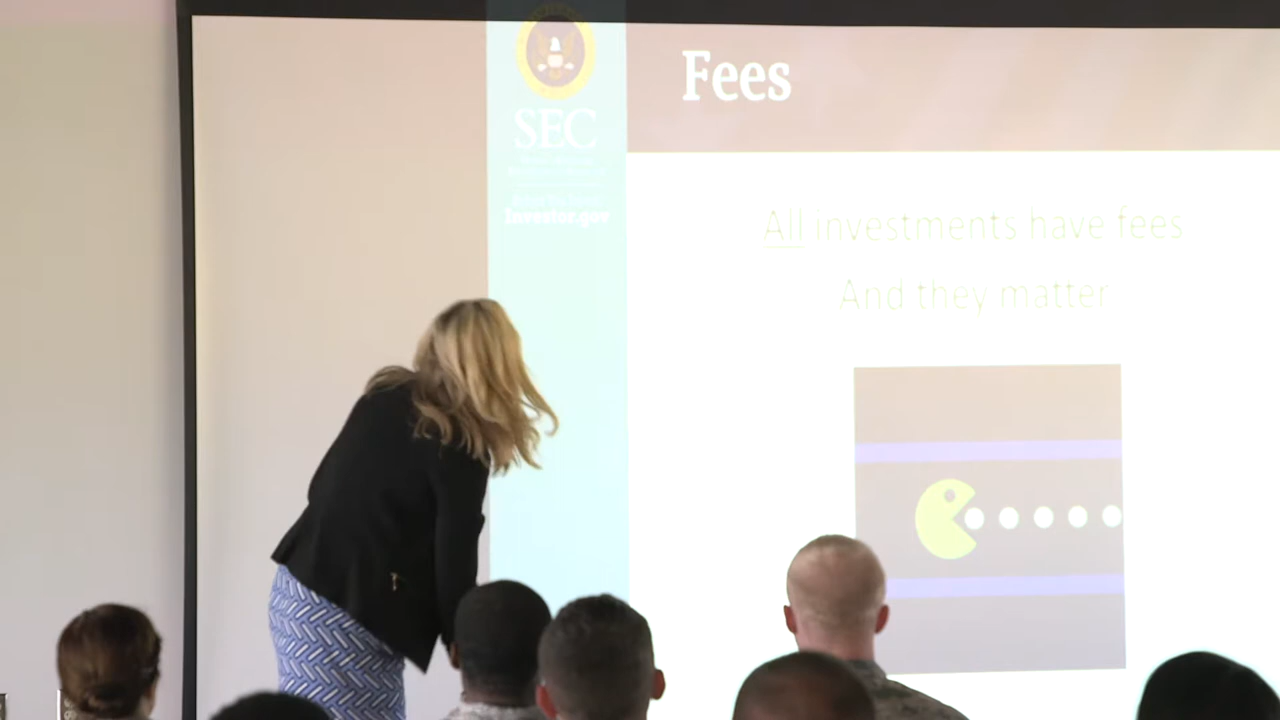 SEC
Investor.gov
Fees
All investments have fees
And they matter